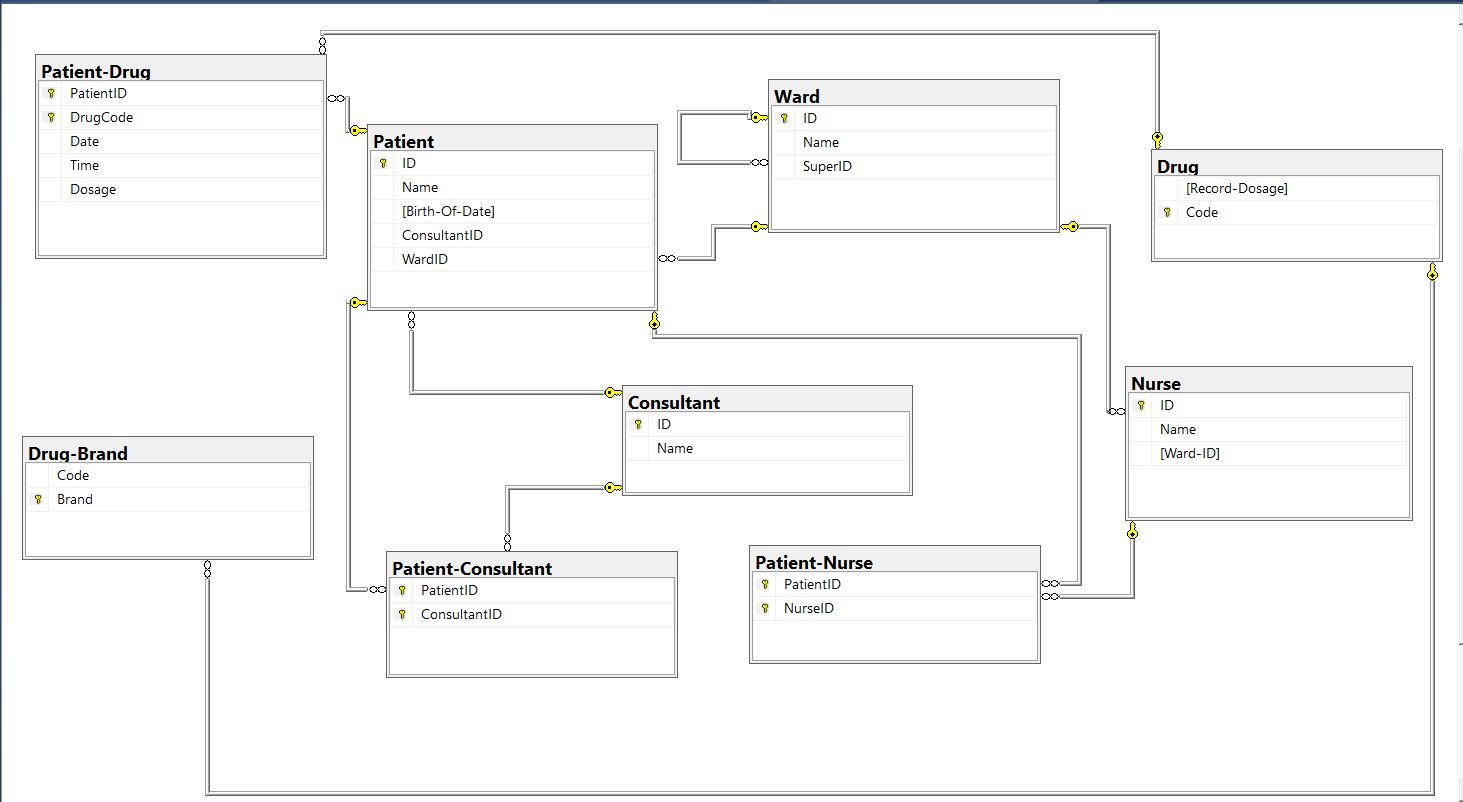 Patient-Drug
PatientID
DrugCode
Date
Time
Dosage
Patient
ID
Name
[Birth-Of-Date]
ConsultantID
WardID
Ward
ID
Name
SuperID
Drug
[Record-Dosage]
Code
Consultant
ID
Name
Nurse
ID
Name
[Ward-ID]
Drug-Brand
Code
Brand
Patient-Consultant
PatientID
ConsultantID
Patient-Nurse
PatientID
NurseID